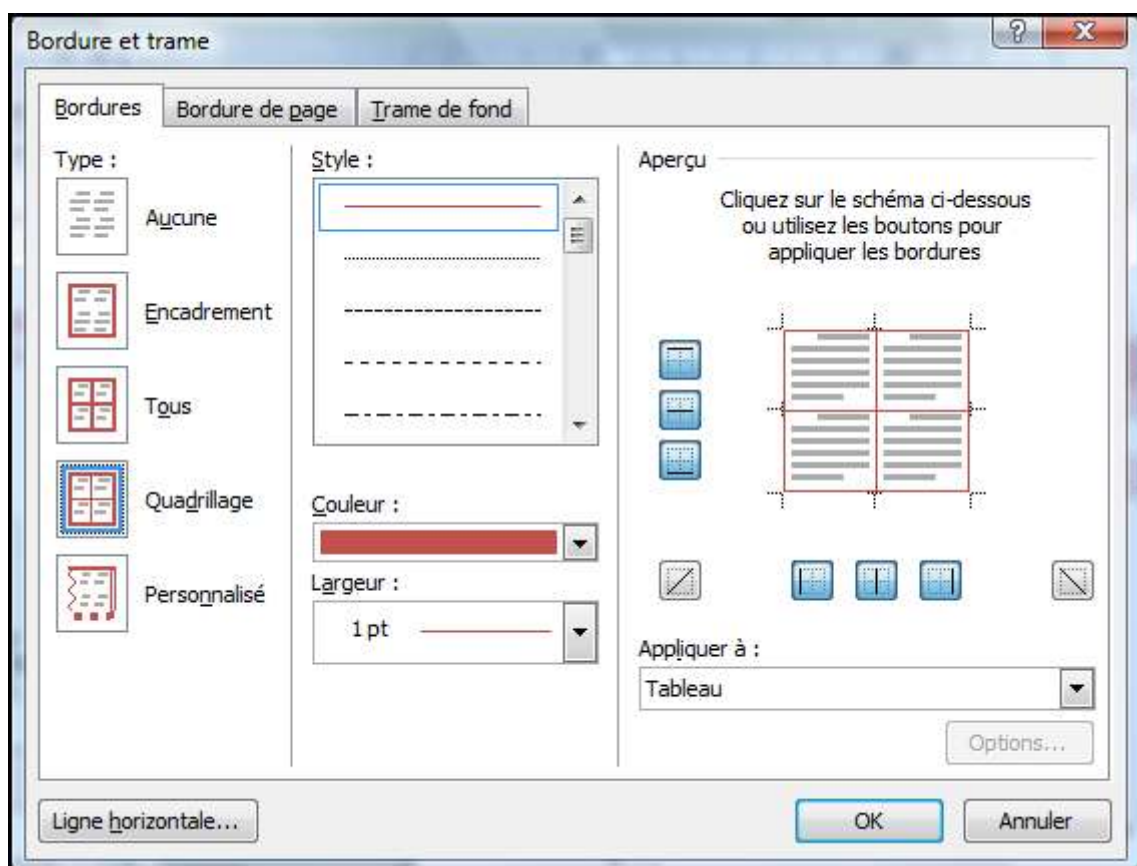 Bordure et trame
Bordures
Bordure de page
Trame de fond
Type :
Aucune
Encadrement
Tous
Quadrillage
Personnalisé
Style :
Couleur :
Largeur :
1 pt
Aperçu
Cliquez sur le schéma ci-dessous
ou utilisez les boutons pour
appliquer les bordures
Appliquer à :
Tableau
Options...
Ligne horizontale...
OK
Annuler